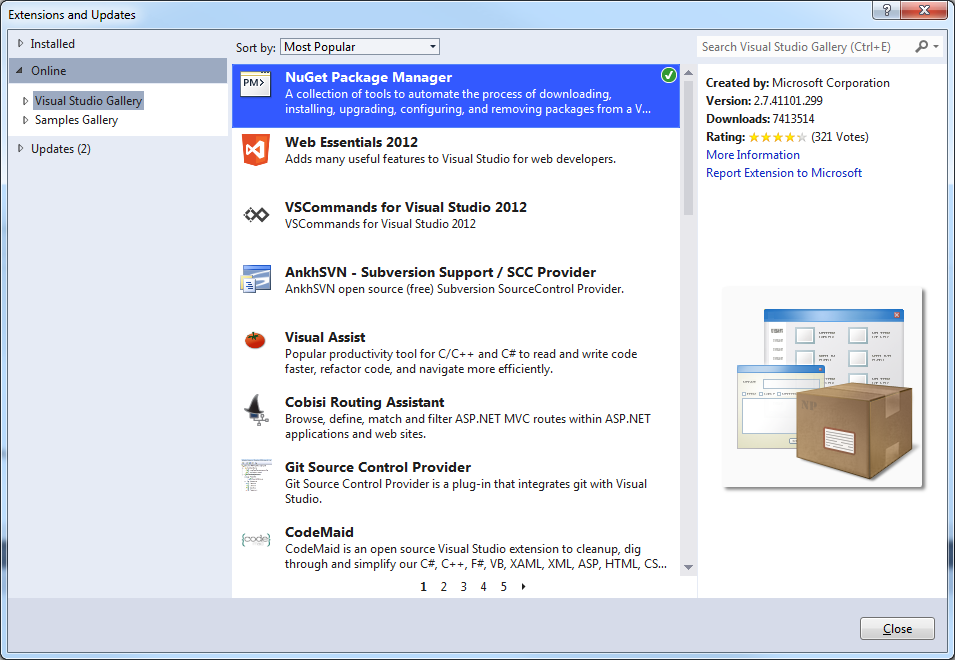 Extensions and Updates
Installed
Online
Visual Studio Gallery
Samples Gallery
Updates (2)
Sort by: Most Popular
PM>
NuGet Package Manager
A collection of tools to automate the process of downloading,
installing, upgrading, configuring, and removing packages from a V...
Web Essentials 2012
Adds many useful features to Visual Studio for web developers.
VSCommands for Visual Studio 2012
VSCommands for Visual Studio 2012
AnkhSVN - Subversion Support / SCC Provider
AnkhSVN open source (free) Subversion SourceControl Provider.
Visual Assist
Popular productivity tool for C/C++ and C# to read and write code
faster, refactor code, and navigate more efficiently.
Cobisi Routing Assistant
Browse, define, match and filter ASP.NET MVC routes within ASP.NET
applications and web sites.
Git Source Control Provider
Git Source Control Provider is a plug-in that integrates git with Visual
Studio.
{code}
CodeMaid
CodeMaid is an open source Visual Studio extension to cleanup, dig
through and simplify our C#, C++, F#, VB, XAML, XML, ASP, HTML, CS...
1 2 3 4 5
Search Visual Studio Gallery (Ctrl+E)
Created by: Microsoft Corporation
Version: 2.7.41101.299
Downloads: 7413514
Rating: (321 Votes)
More Information
Report Extension to Microsoft
NP
Close